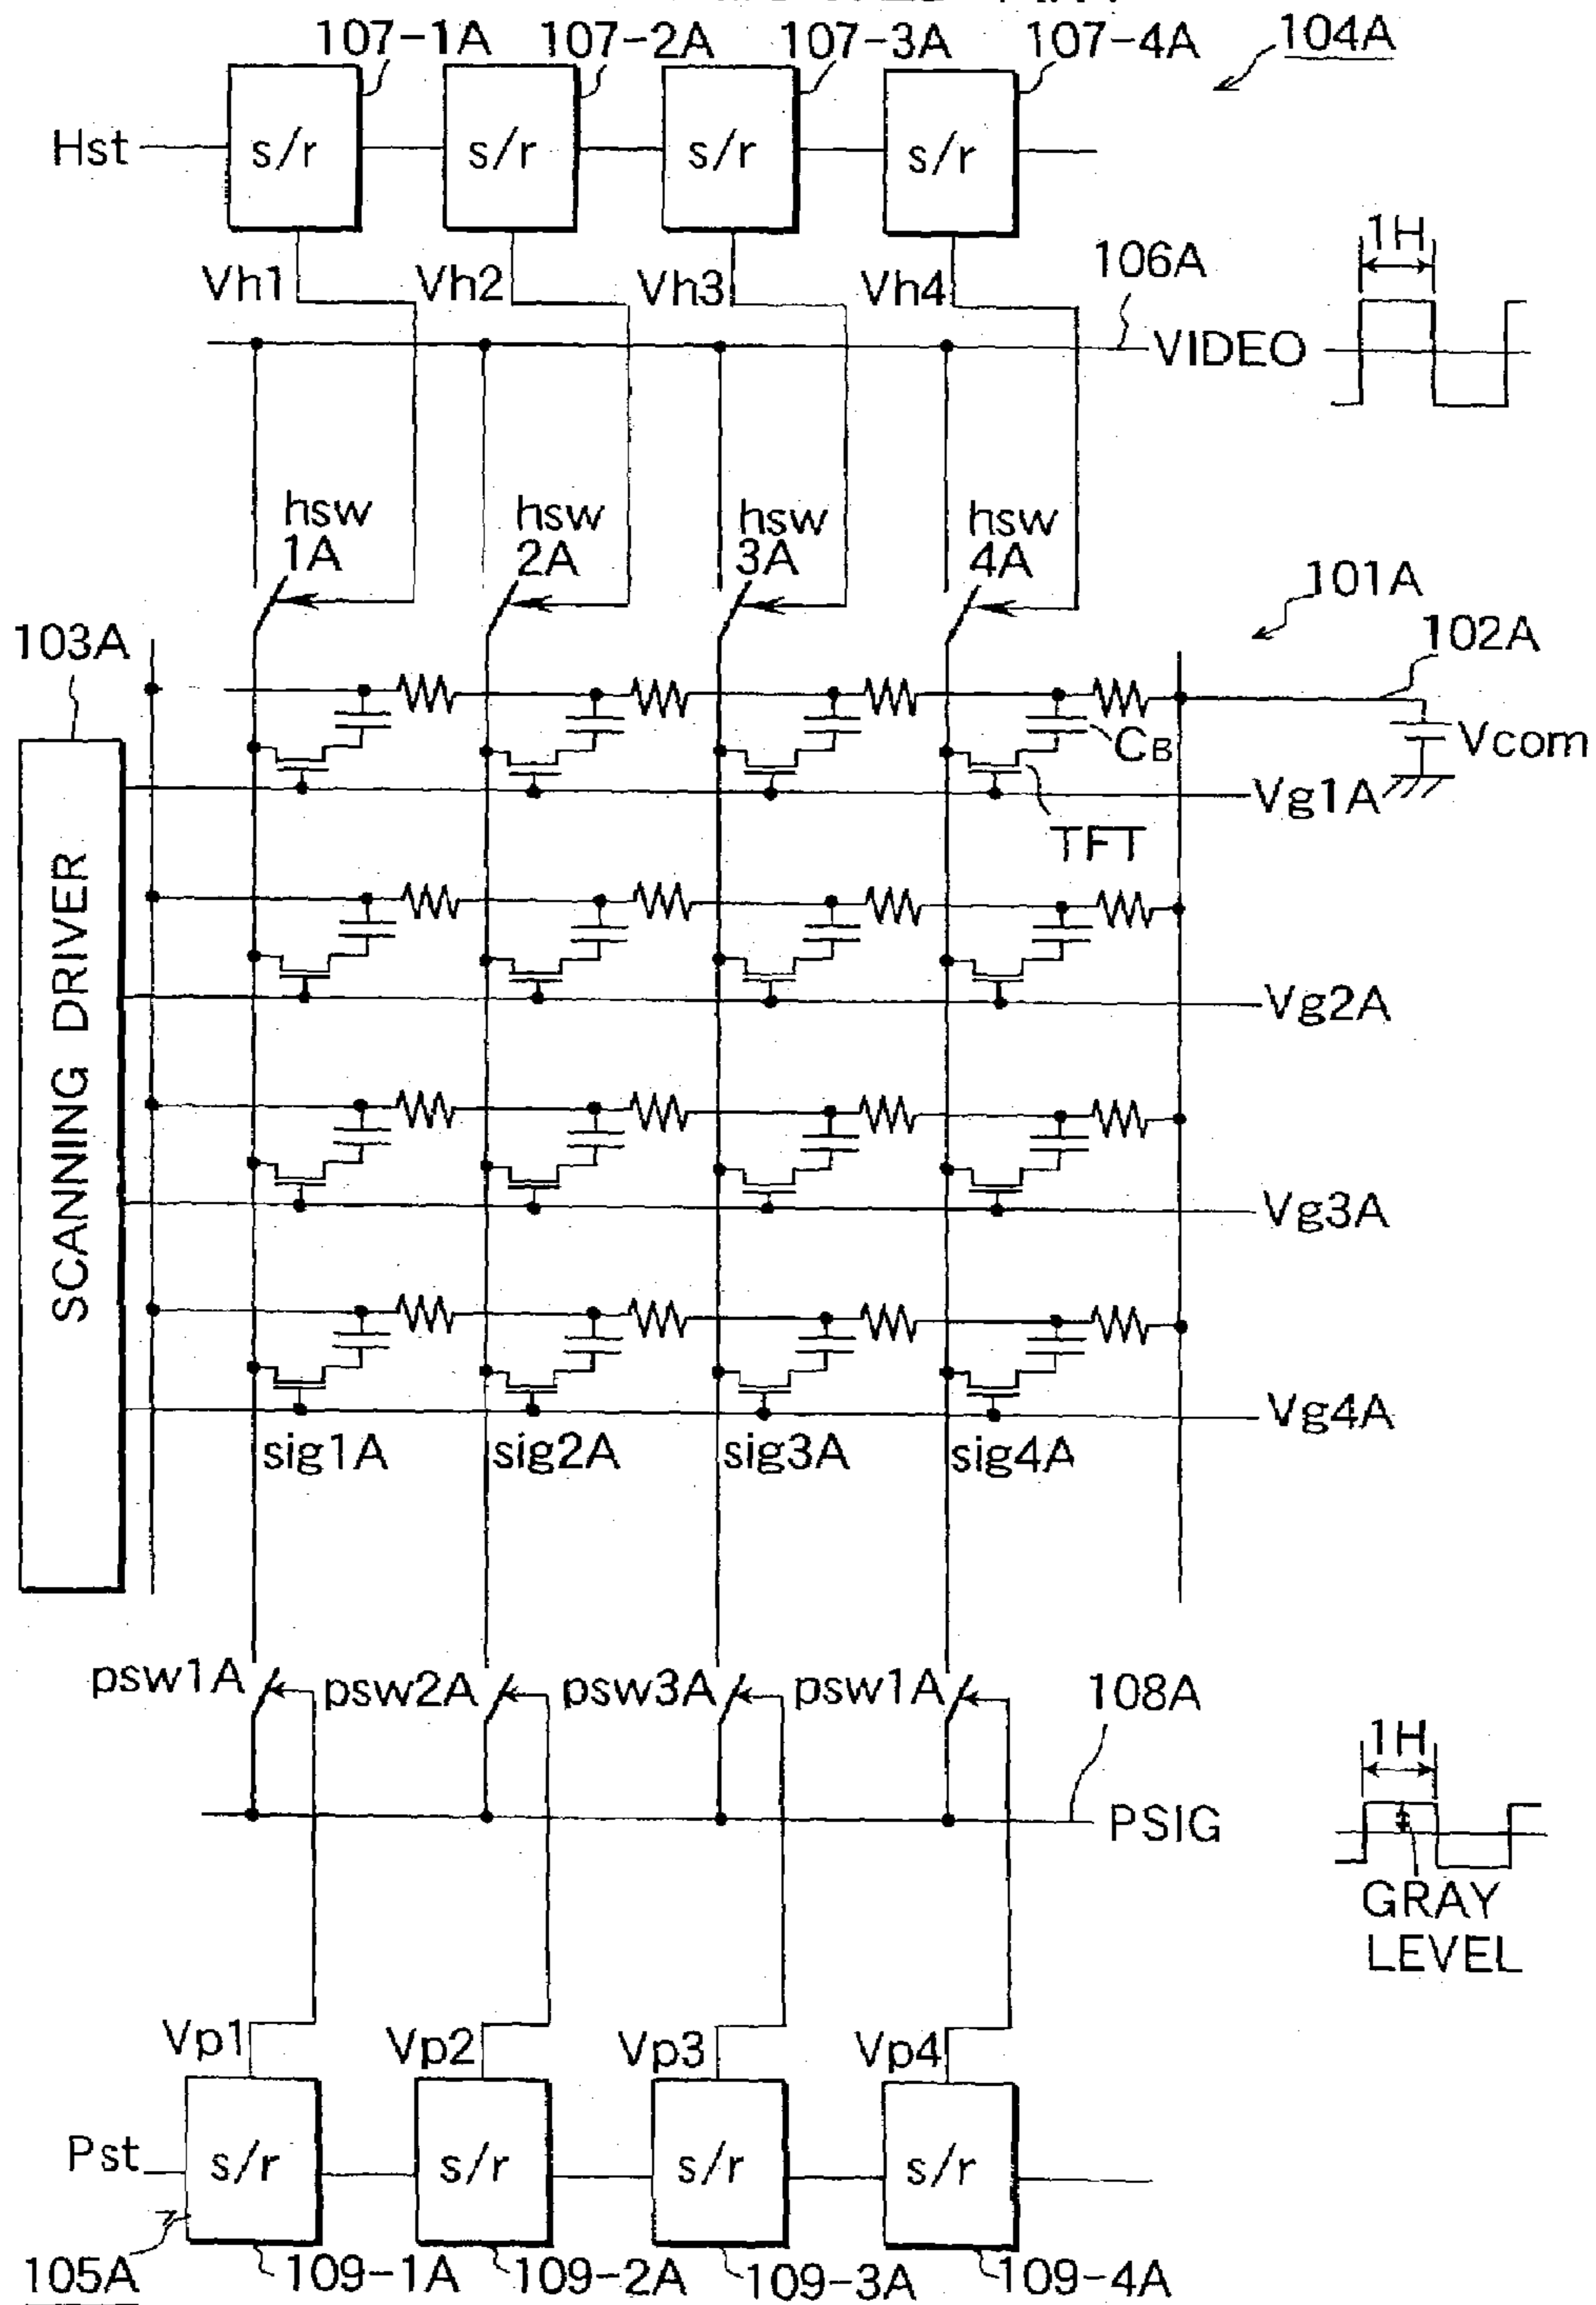 107-1A 107-2A 107-3A 107-4A 104A
Hst s/r s/r s/r s/r
1H
Vh1 Vh2 Vh3 Vh4 106A
VIDEO
hsw 1A
hsw 2A
hsw 3A
hsw 4A
101A
103A
102A
CB
Vcom
Vg1A
TFT
SCANNING DRIVER
Vg2A
Vg3A
Vg4A
sig1A sig2A sig3A sig4A
psw1A psw2A psw3A psw1A 108A
1H
PSIG
GRAY
LEVEL
Vp1 Vp2 Vp3 Vp4
Pst s/r s/r s/r s/r
105A 109-1A 109-2A 109-3A 109-4A